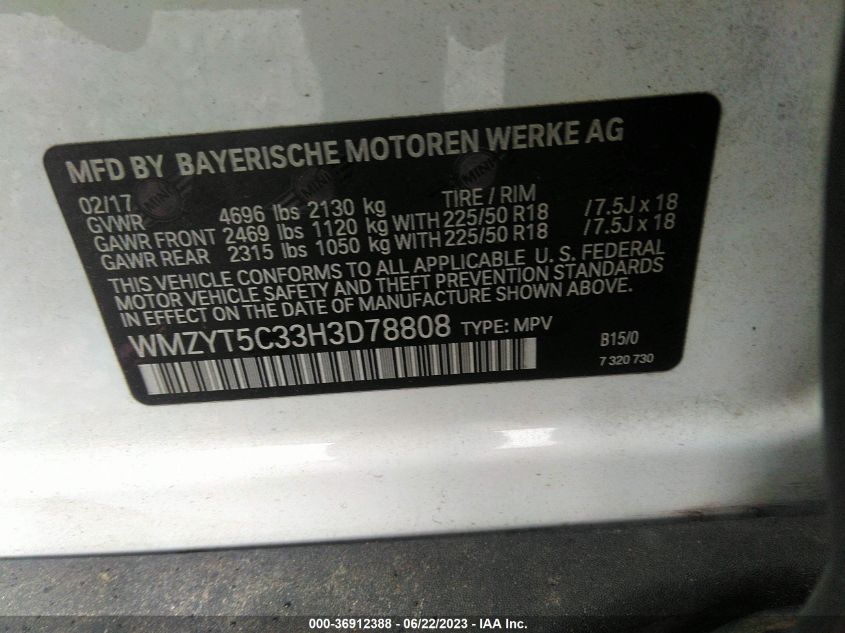 MFD BY BAYERISCHE MOTOREN WERKE AG
02/17 TIRE / RIM
GVWR 4696 lbs 2130 kg
GAWR FRONT 2469 lbs 1120 kg WITH 225/50 R18 / 7.5J x 18
GAWR REAR 2315 lbs 1050 kg WITH 225/50 R18 / 7.5J x 18
THIS VEHICLE CONFORMS TO ALL APPLICABLE U. S. FEDERAL
MOTOR VEHICLE SAFETY AND THEFT PREVENTION STANDARDS
IN EFFECT ON THE DATE OF MANUFACTURE SHOWN ABOVE.
WMZYT5C33H3D78808 TYPE: MPV B15/0
7 320 730
MINI
MINI
000-36912388 - 06/22/2023 - IAA Inc.